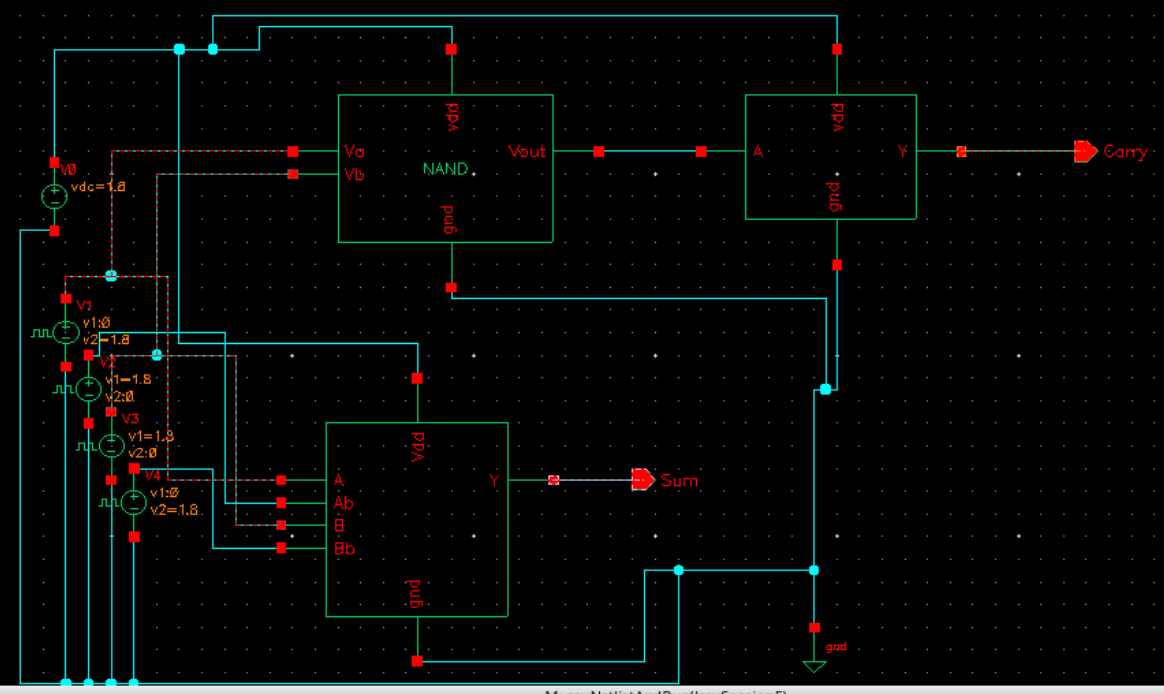 vdd
vdd
Va
Vb
NAND
Vout
gnd
A
Y
gnd
Carry
V0
vdc=1.8
V1
v1:0
v2=1.8
V2
v1=1.8
v2:0
V3
v1=1.8
v2:0
V4
v1:0
v2=1.8
Vdd
A
Ab
B
Bb
Y
gnd
Sum
gnd